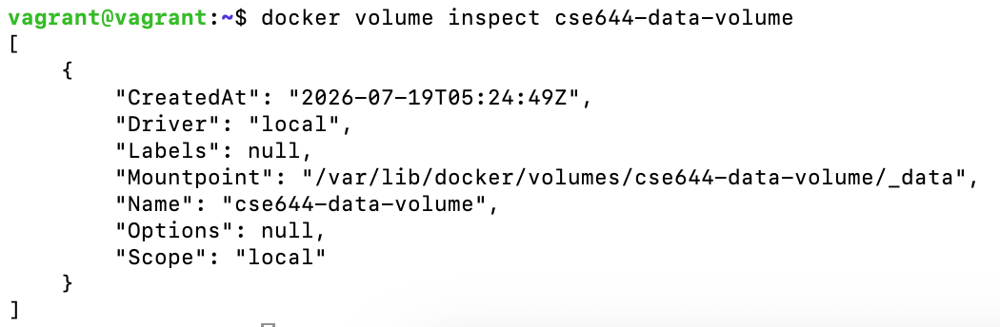 vagrant@vagrant:~$ docker volume inspect cse644-data-volume
[
    {
        "CreatedAt": "2026-07-19T05:24:49Z",
        "Driver": "local",
        "Labels": null,
        "Mountpoint": "/var/lib/docker/volumes/cse644-data-volume/_data",
        "Name": "cse644-data-volume",
        "Options": null,
        "Scope": "local"
    }
]